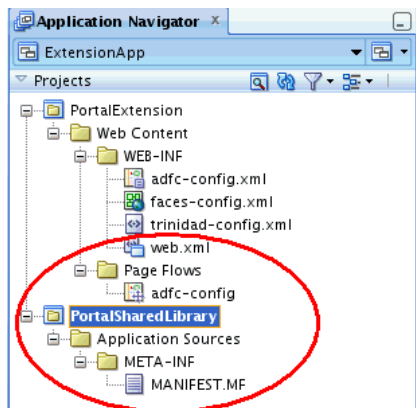 Application Navigator
ExtensionApp
Projects
PortalExtension
Web Content
WEB-INF
adfc-config.xml
faces-config.xml
trinidad-config.xml
web.xml
Page Flows
adfc-config
PortalSharedLibrary
Application Sources
META-INF
MANIFEST.MF